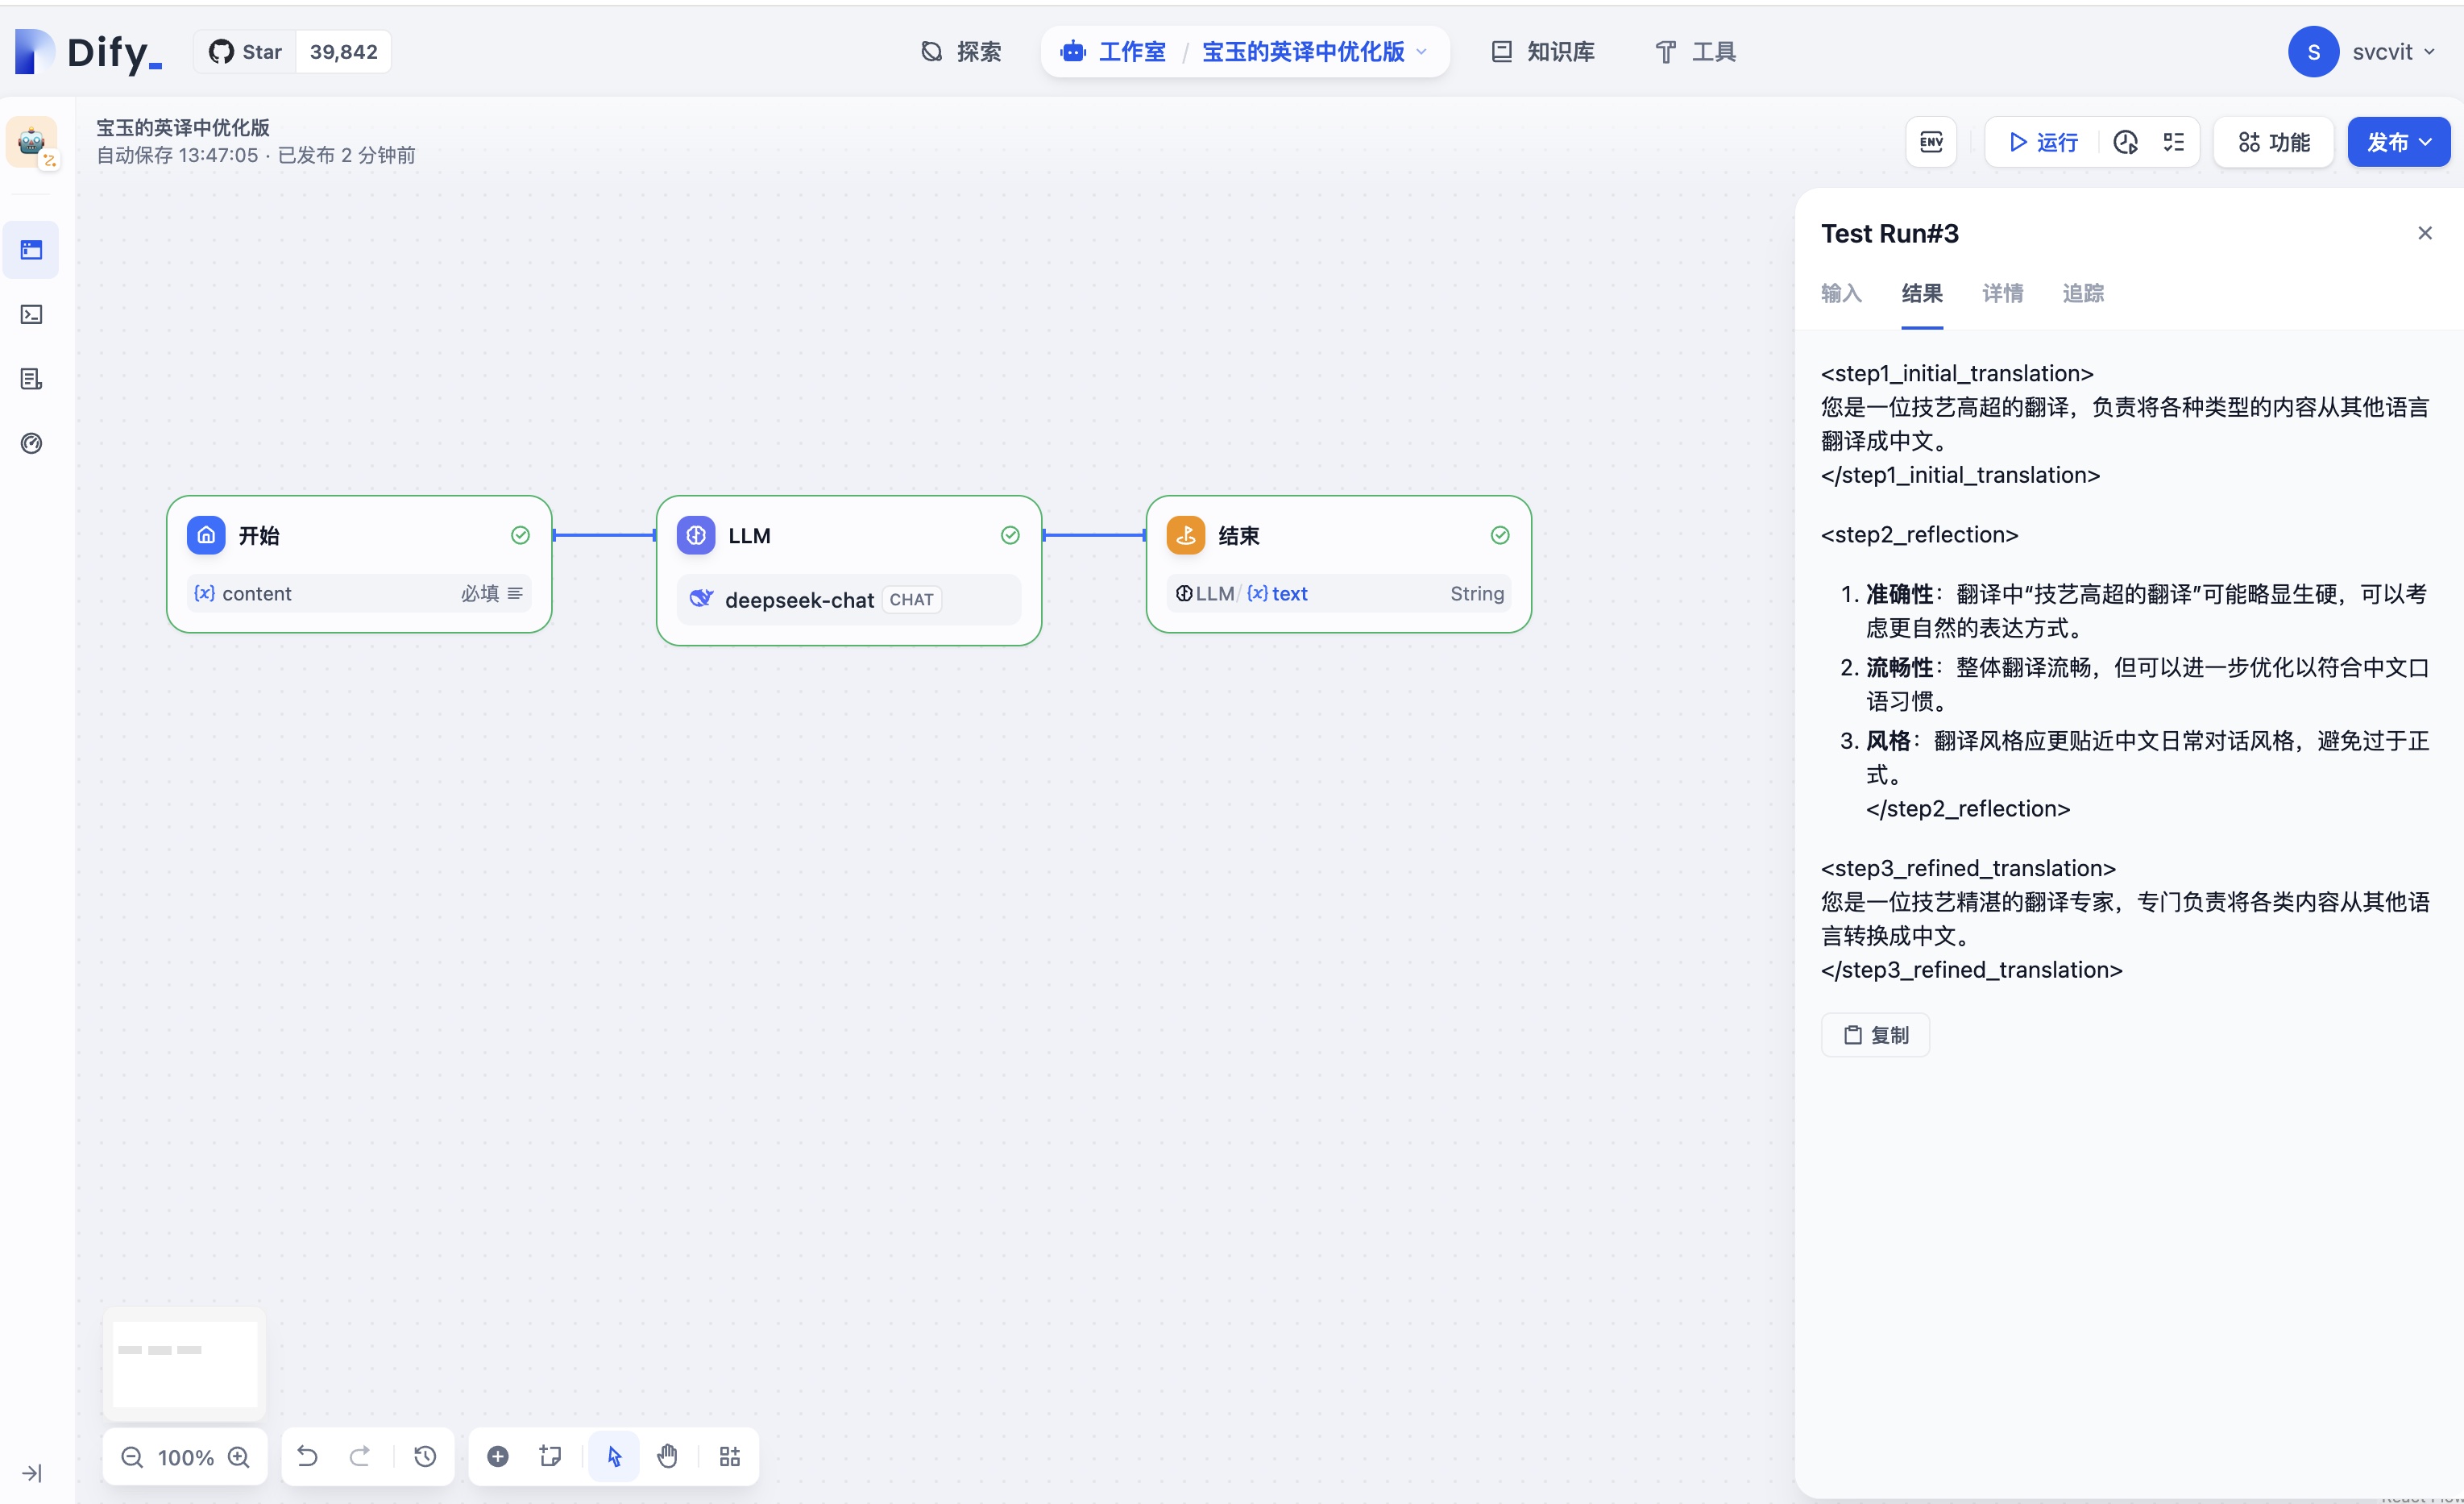 Dify_
Star 39,842
探索
工作室 / 宝玉的英译中优化版
知识库
工具
S svcvit
宝玉的英译中优化版
自动保存 13:47:05 · 已发布 2 分钟前
ENV
运行
功能
发布
开始
{x} content 必填
LLM
deepseek-chat CHAT
结束
LLM / {x} text String
Test Run#3
输入 结果 详情 追踪
<step1_initial_translation>
您是一位技艺高超的翻译，负责将各种类型的内容从其他语言
翻译成中文。
</step1_initial_translation>
<step2_reflection>
1. 准确性：翻译中“技艺高超的翻译”可能略显生硬，可以考
虑更自然的表达方式。
2. 流畅性：整体翻译流畅，但可以进一步优化以符合中文口
语习惯。
3. 风格：翻译风格应更贴近中文日常对话风格，避免过于正
式。
</step2_reflection>
<step3_refined_translation>
您是一位技艺精湛的翻译专家，专门负责将各类内容从其他语
言转换成中文。
</step3_refined_translation>
复制
100%